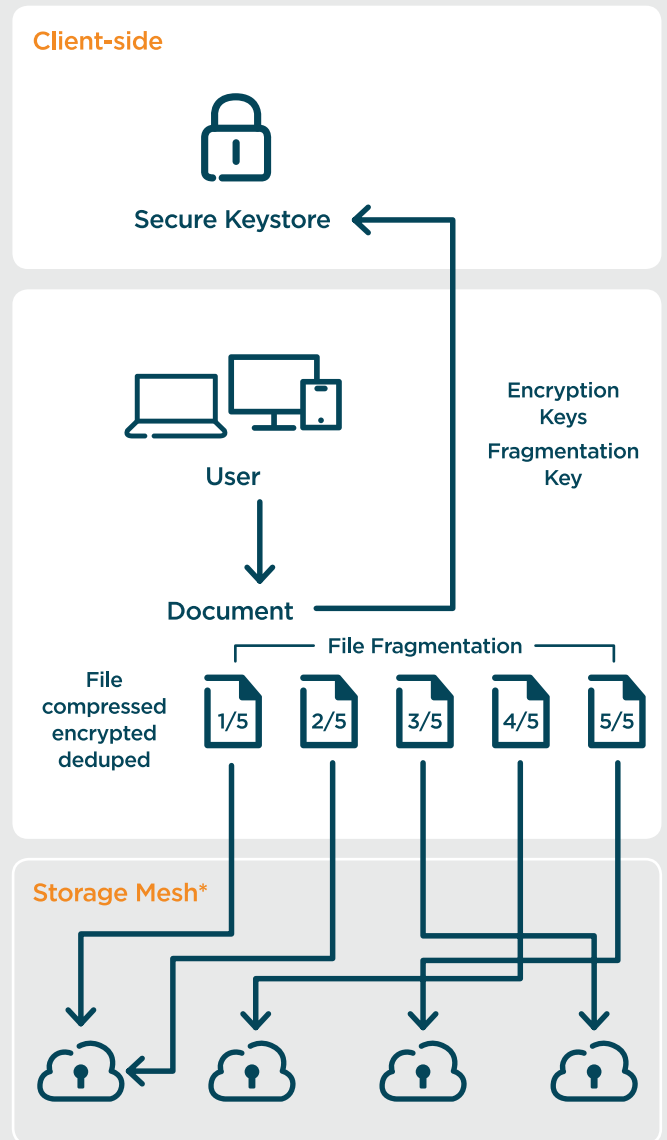 Client-side
Secure Keystore
Encryption
Keys
Fragmentation
Key
User
Document
File Fragmentation
File
compressed
encrypted
deduped
1/5
2/5
3/5
4/5
5/5
Storage Mesh*